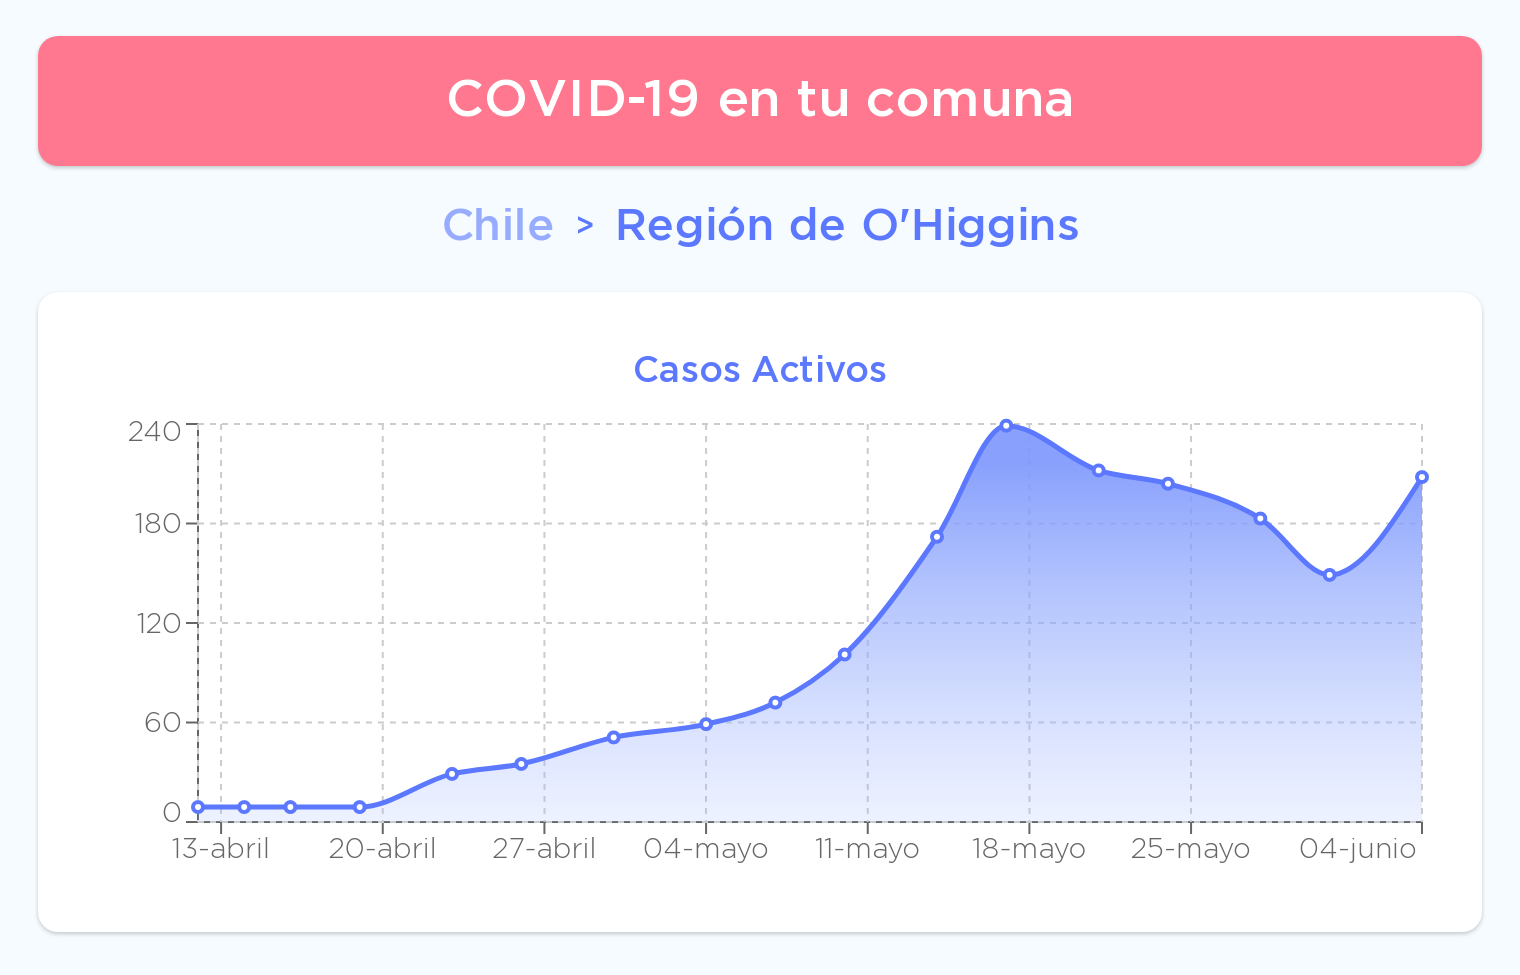 COVID-19 en tu comuna
Chile > Región de O'Higgins
Casos Activos
240
180
120
60
0
13-abril 20-abril 27-abril 04-mayo 11-mayo 18-mayo 25-mayo 04-junio